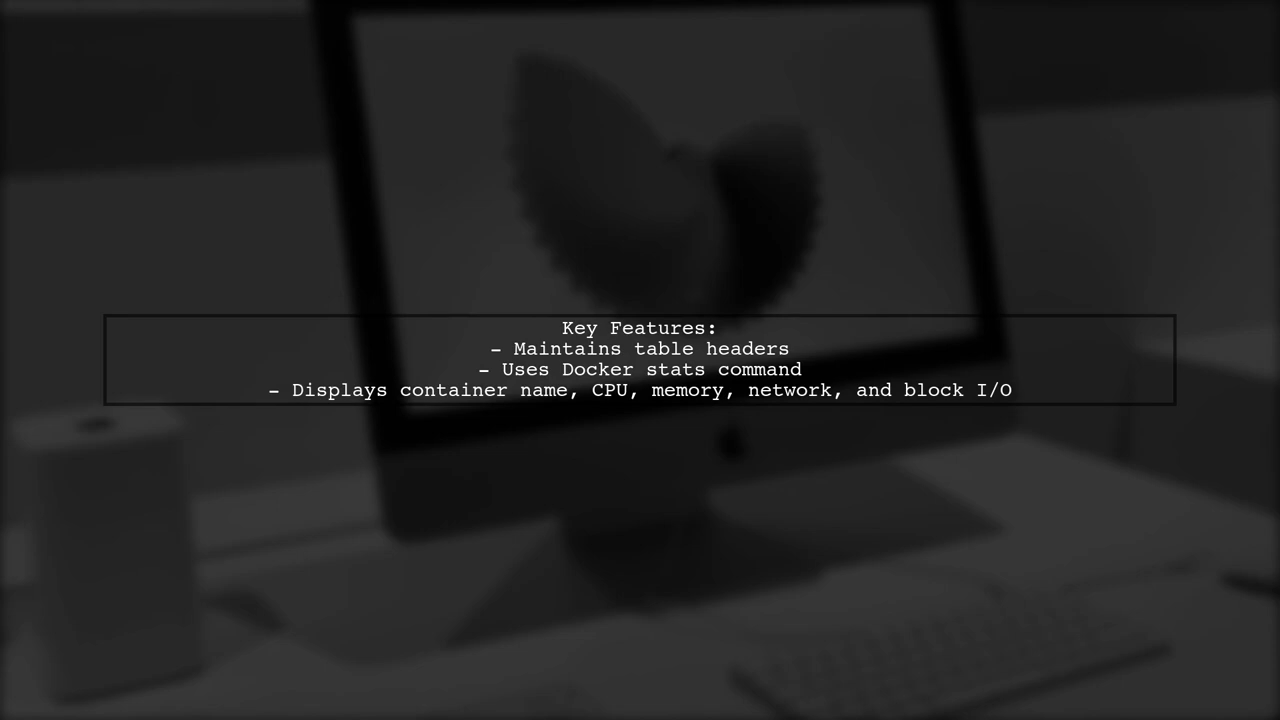 Key Features:
- Maintains table headers
- Uses Docker stats command
- Displays container name, CPU, memory, network, and block I/O